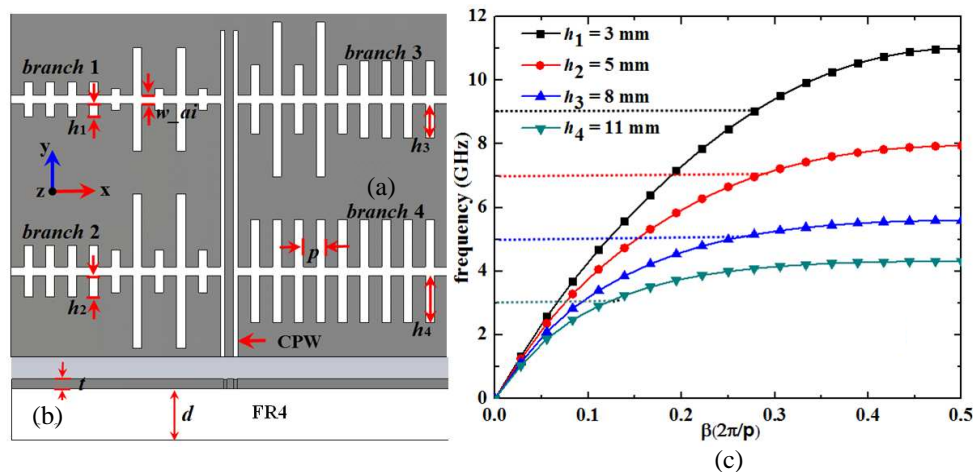 branch 1
branch 3
w_ai
h1
h3
y
z
x
(a)
branch 2
branch 4
p
h2
h4
CPW
t
(b)
d
FR4
(c)
12
10
8
6
4
2
0
frequency (GHz)
h1 = 3 mm
h2 = 5 mm
h3 = 8 mm
h4 = 11 mm
0.0
0.1
0.2
0.3
0.4
0.5
β(2π/p)